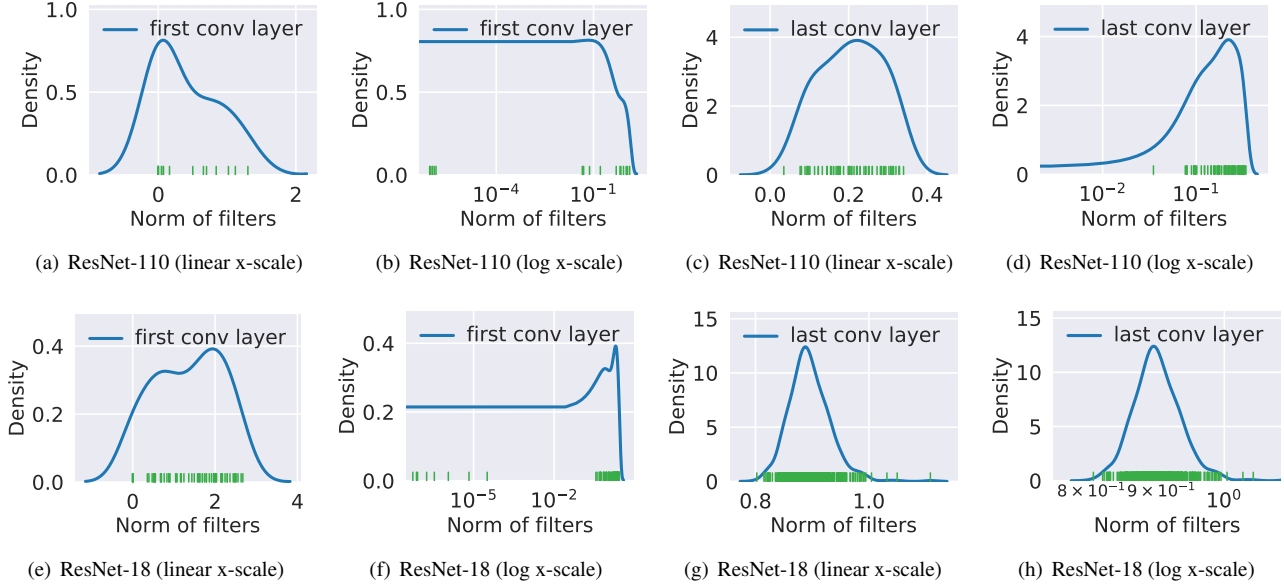 1.0
0.5
0.0
Density
first conv layer
0
2
Norm of filters
(a) ResNet-110 (linear x-scale)
1.0
0.5
0.0
Density
first conv layer
10⁻⁴
10⁻¹
Norm of filters
(b) ResNet-110 (log x-scale)
4
2
0
Density
last conv layer
0.0
0.2
0.4
Norm of filters
(c) ResNet-110 (linear x-scale)
4
2
0
Density
last conv layer
10⁻²
10⁻¹
Norm of filters
(d) ResNet-110 (log x-scale)
0.4
0.2
0.0
Density
first conv layer
0
2
4
Norm of filters
(e) ResNet-18 (linear x-scale)
0.4
0.2
0.0
Density
first conv layer
10⁻⁵
10⁻²
Norm of filters
(f) ResNet-18 (log x-scale)
15
10
5
0
Density
last conv layer
0.8
1.0
Norm of filters
(g) ResNet-18 (linear x-scale)
15
10
5
0
Density
last conv layer
8 × 10⁻¹
9 × 10⁻¹
10⁰
Norm of filters
(h) ResNet-18 (log x-scale)